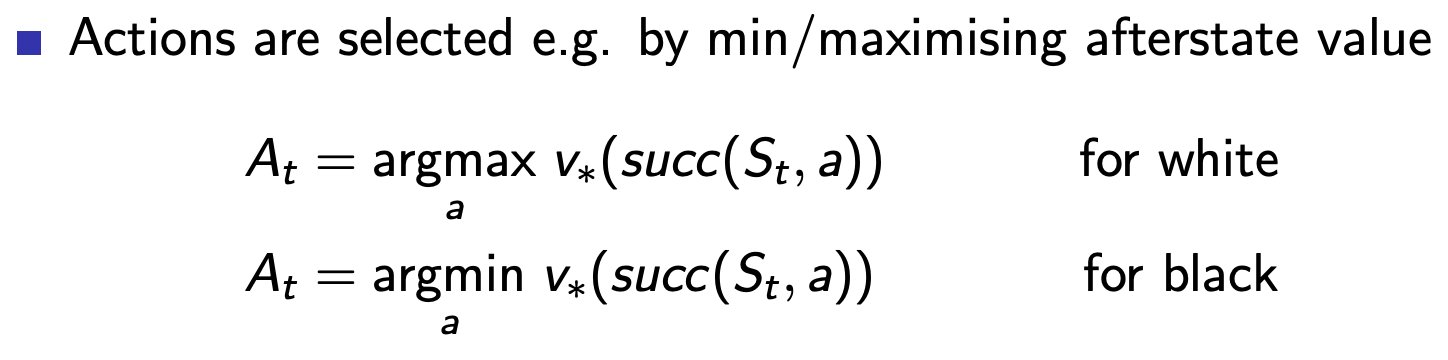 ■ Actions are selected e.g. by min/maximising afterstate value
A_t = argmax_a v_*(succ(S_t, a)) for white
A_t = argmin_a v_*(succ(S_t, a)) for black